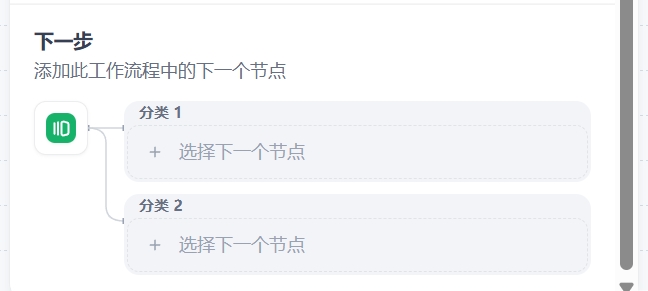 下一步
添加此工作流程中的下一个节点
分类 1
+ 选择下一个节点
分类 2
+ 选择下一个节点